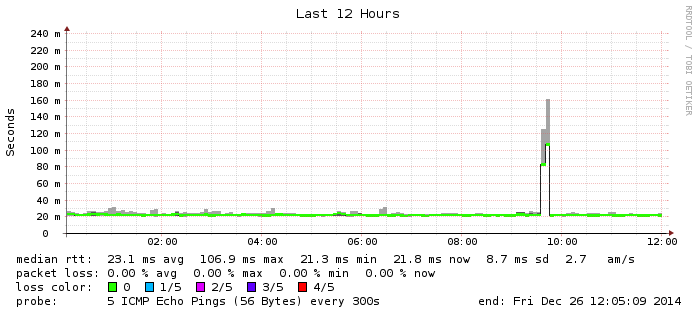 Last 12 Hours
RRDTOOL / TOBI OETIKER
Seconds
240 m
220 m
200 m
180 m
160 m
140 m
120 m
100 m
80 m
60 m
40 m
20 m
0
02:00 04:00 06:00 08:00 10:00 12:00
median rtt: 23.1 ms avg 106.9 ms max 21.3 ms min 21.8 ms now 8.7 ms sd 2.7 am/s
packet loss: 0.00 % avg 0.00 % max 0.00 % min 0.00 % now
loss color: 0 1/5 2/5 3/5 4/5
probe: 5 ICMP Echo Pings (56 Bytes) every 300s end: Fri Dec 26 12:05:09 2014